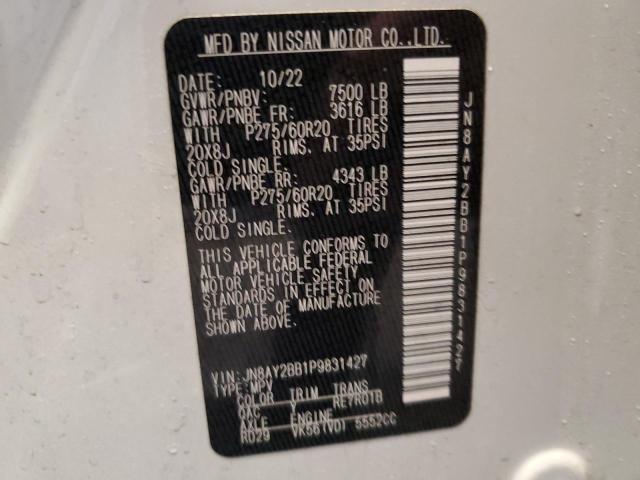 MFD BY NISSAN MOTOR CO.,LTD.
DATE: 10/22
GVWR/PNBV: 7500 LB
GAWR/PNBE FR: 3616 LB
WITH P275/60R20 TIRES
20X8J RIMS, AT 35PSI
COLD SINGLE.
GAWR/PNBE RR: 4343 LB
WITH P275/60R20 TIRES
20X8J RIMS, AT 35PSI
COLD SINGLE.
THIS VEHICLE CONFORMS TO
ALL APPLICABLE FEDERAL
MOTOR VEHICLE SAFETY
STANDARDS IN EFFECT ON
THE DATE OF MANUFACTURE
SHOWN ABOVE.
VIN: JN8AY2BB1P9831427
TYPE: MPV
COLOR TRIM TRANS
QAC RE7R01B
AXLE ENGINE
RD29 VK56(VD) 5552CC
JN8AY2BB1P9831427